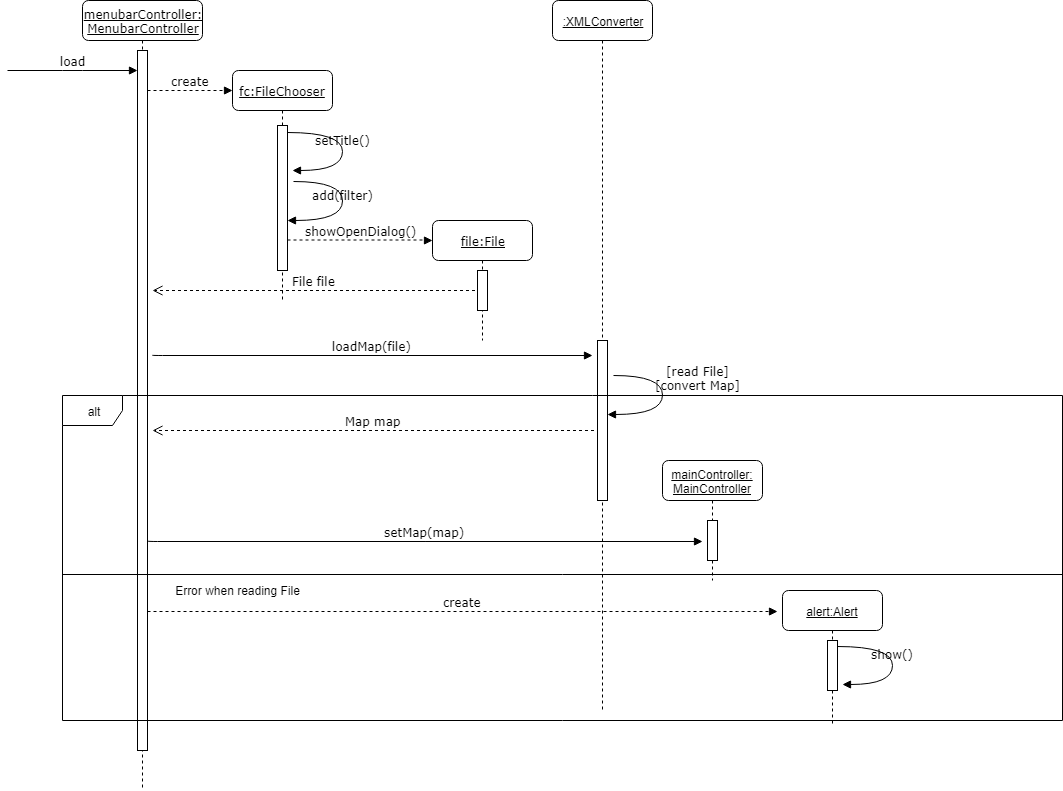 menubarController:
MenubarController
:XMLConverter
load
create
fc:FileChooser
setTitle()
add(filter)
showOpenDialog()
file:File
File file
loadMap(file)
[read File]
[convert Map]
alt
Map map
mainController:
MainController
setMap(map)
Error when reading File
create
alert:Alert
show()